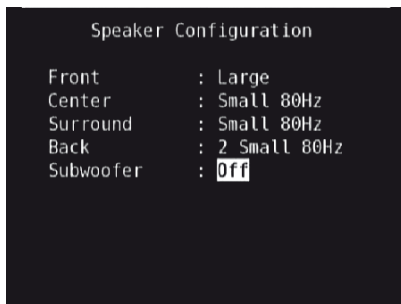 Speaker Configuration
Front : Large
Center : Small 80Hz
Surround : Small 80Hz
Back : 2 Small 80Hz
Subwoofer : Off